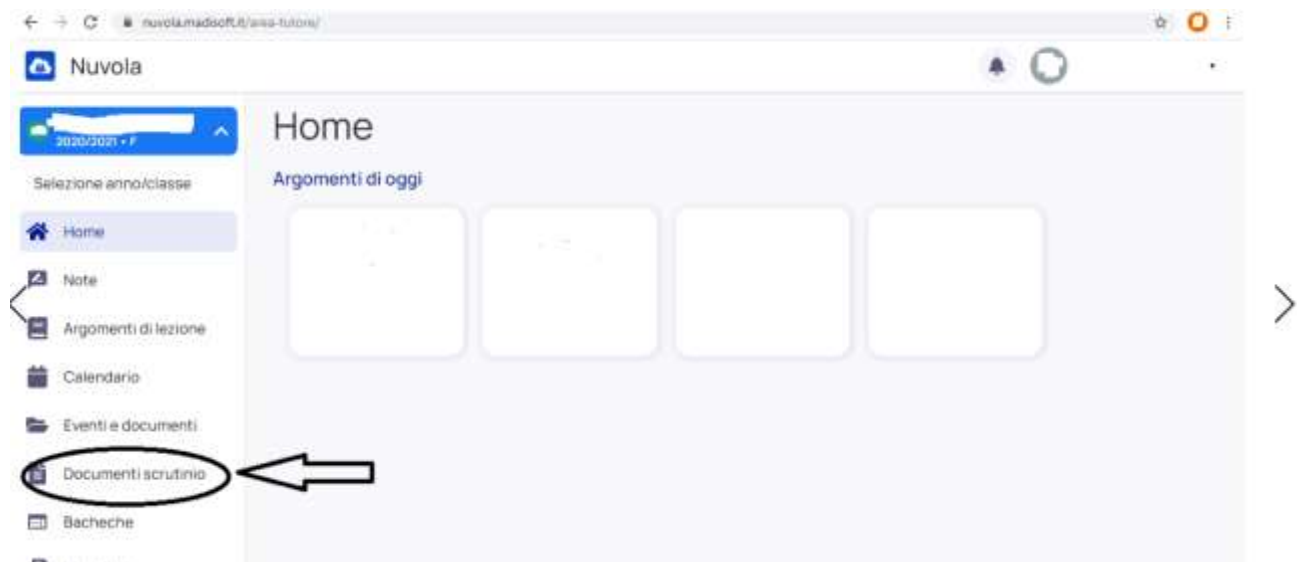 nuvola.madisoft.it/area-tutore/
Nuvola
2020/2021 • F
Selezione anno/classe
Home
Note
Argomenti di lezione
Calendario
Eventi e documenti
Documenti scrutinio
Bacheche
Home
Argomenti di oggi